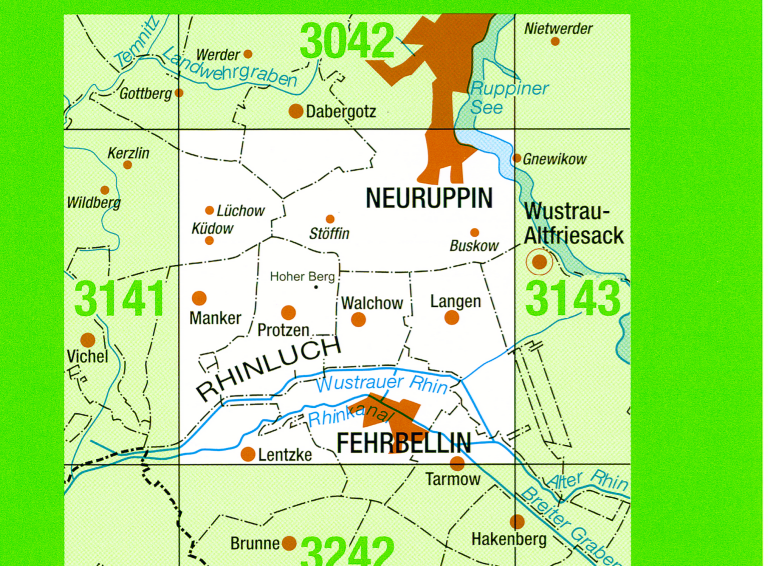 Nietwerder
3042
Temnitz
Werder
Landwehrgraben
Gottberg
Ruppiner
See
Dabergotz
Kerzlin
Gnewikow
Wildberg
NEURUPPIN
Lüchow
Küdow
Stöffin
Buskow
Wustrau-
Altfriesack
Hoher Berg
3141
3143
Manker
Protzen
Walchow
Langen
Vichel
RHINLUCH
Wustrauer Rhin
Rhinkanal
FEHRBELLIN
Lentzke
Tarmow
Alter Rhin
Breiter Graben
Hakenberg
Brunne
3242